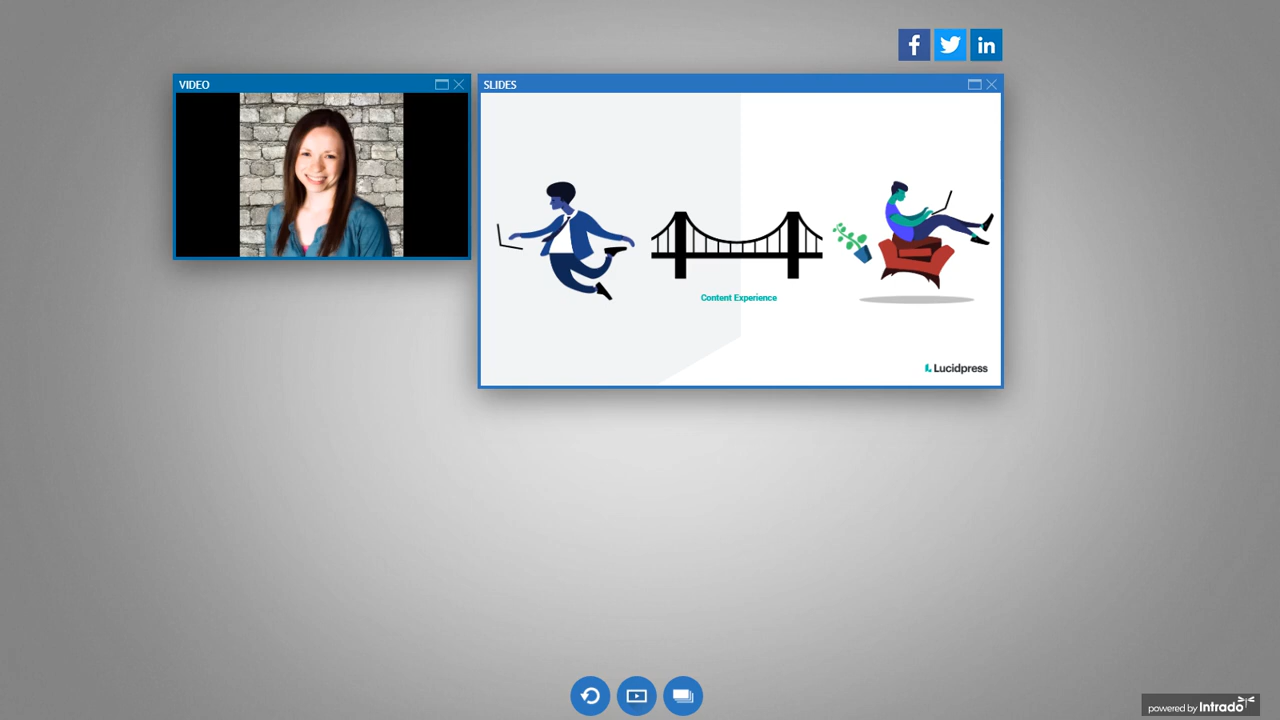 VIDEO
SLIDES
Content Experience
Lucidpress
powered by Intrado